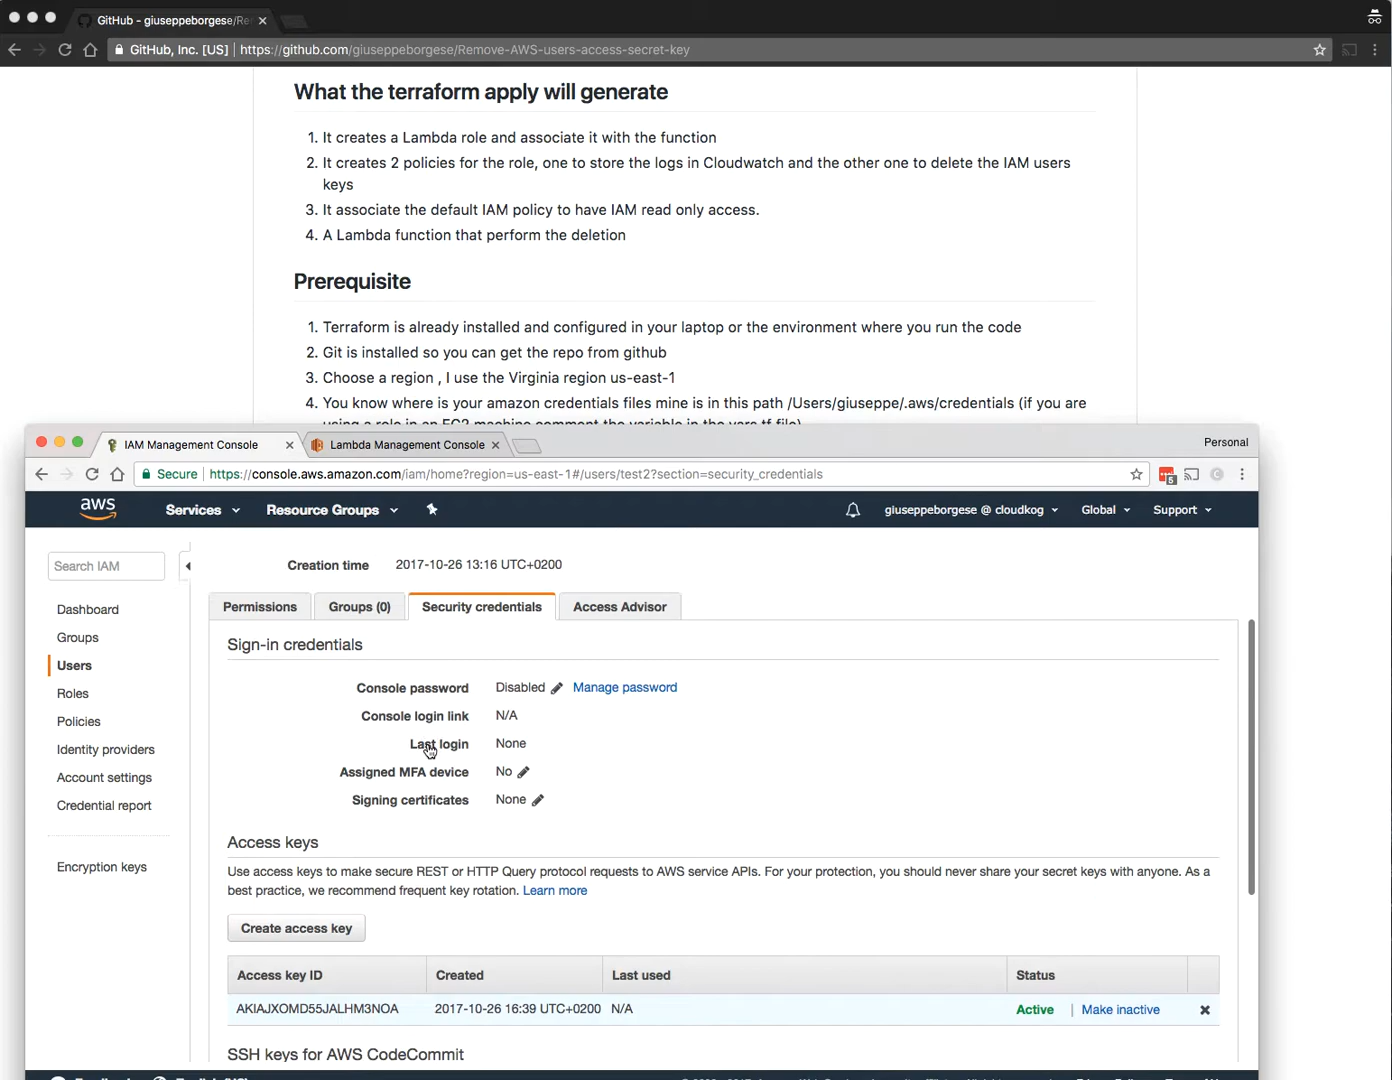 GitHub - giuseppeborgese/Re
GitHub, Inc. [US] | https://github.com/giuseppeborgese/Remove-AWS-users-access-secret-key
What the terraform apply will generate
1. It creates a Lambda role and associate it with the function
2. It creates 2 policies for the role, one to store the logs in Cloudwatch and the other one to delete the IAM users
keys
3. It associate the default IAM policy to have IAM read only access.
4. A Lambda function that perform the deletion
Prerequisite
1. Terraform is already installed and configured in your laptop or the environment where you run the code
2. Git is installed so you can get the repo from github
3. Choose a region , I use the Virginia region us-east-1
4. You know where is your amazon credentials files mine is in this path /Users/giuseppe/.aws/credentials (if you are
using a role in an EC2 machine comment the variable in the vars.tf file)
IAM Management Console
Lambda Management Console
Personal
Secure | https://console.aws.amazon.com/iam/home?region=us-east-1#/users/test2?section=security_credentials
5
aws
Services
Resource Groups
giuseppeborgese @ cloudkog
Global
Support
Search IAM
Dashboard
Groups
Users
Roles
Policies
Identity providers
Account settings
Credential report
Encryption keys
Creation time 2017-10-26 13:16 UTC+0200
Permissions
Groups (0)
Security credentials
Access Advisor
Sign-in credentials
Console password Disabled Manage password
Console login link N/A
Last login None
Assigned MFA device No
Signing certificates None
Access keys
Use access keys to make secure REST or HTTP Query protocol requests to AWS service APIs. For your protection, you should never share your secret keys with anyone. As a
best practice, we recommend frequent key rotation. Learn more
Create access key
Access key ID Created Last used Status
AKIAJXOMD55JALHM3NOA 2017-10-26 16:39 UTC+0200 N/A Active | Make inactive
SSH keys for AWS CodeCommit